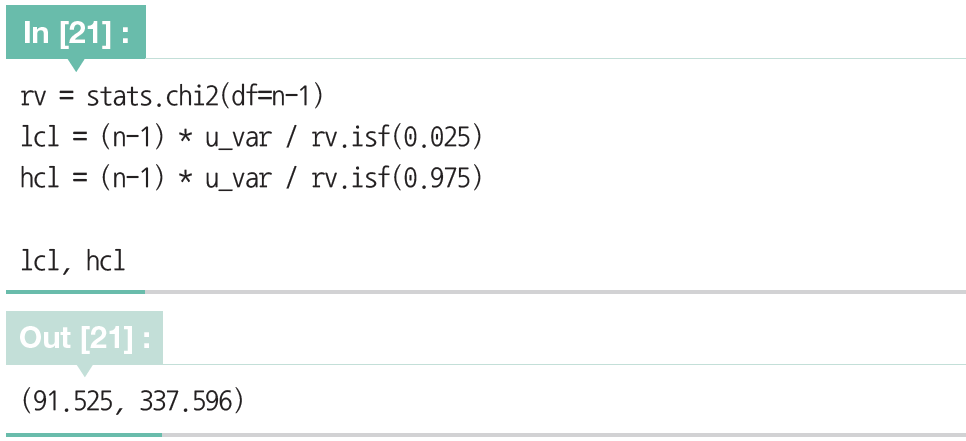 In [21] :
rv = stats.chi2(df=n-1)
lcl = (n-1) * u_var / rv.isf(0.025)
hcl = (n-1) * u_var / rv.isf(0.975)
lcl, hcl
Out [21] :
(91.525, 337.596)